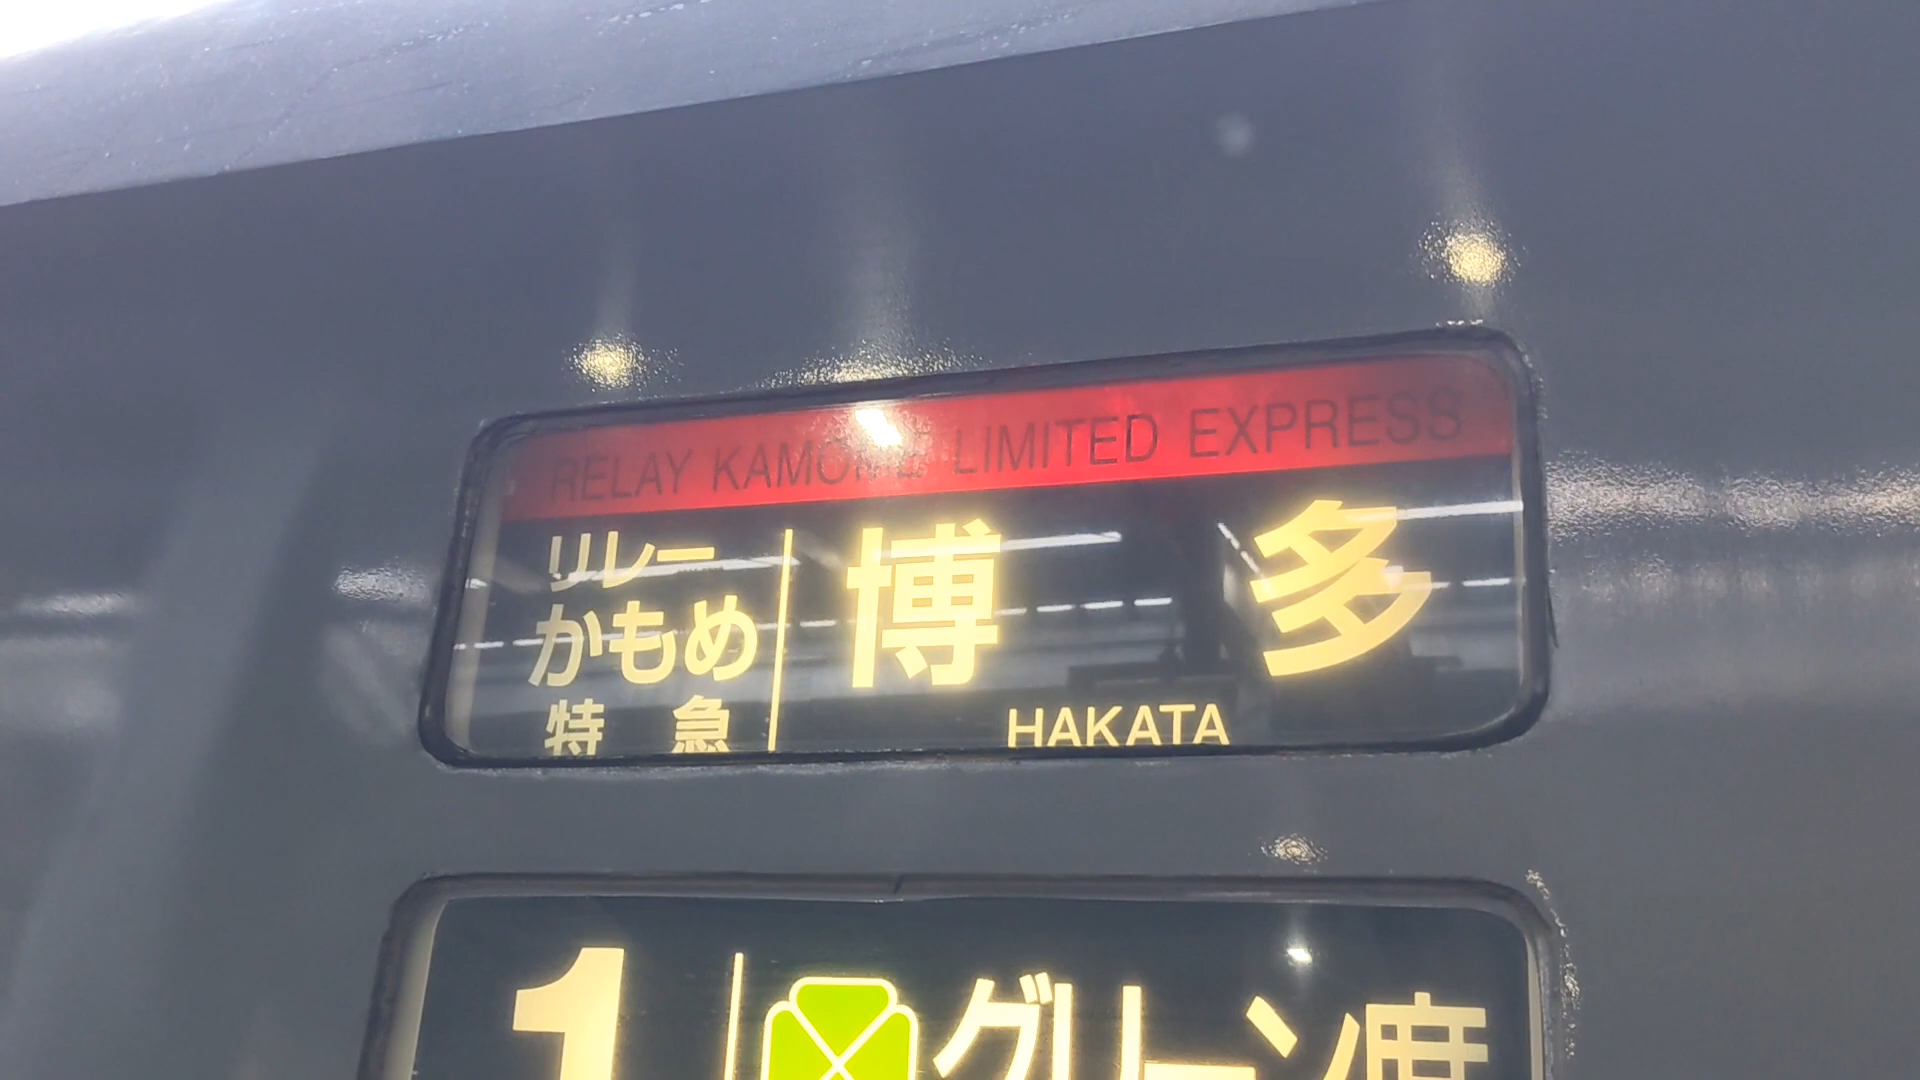 RELAY KAMOME LIMITED EXPRESS
リレー
かもめ
特急
博多
HAKATA
1
グリーン席